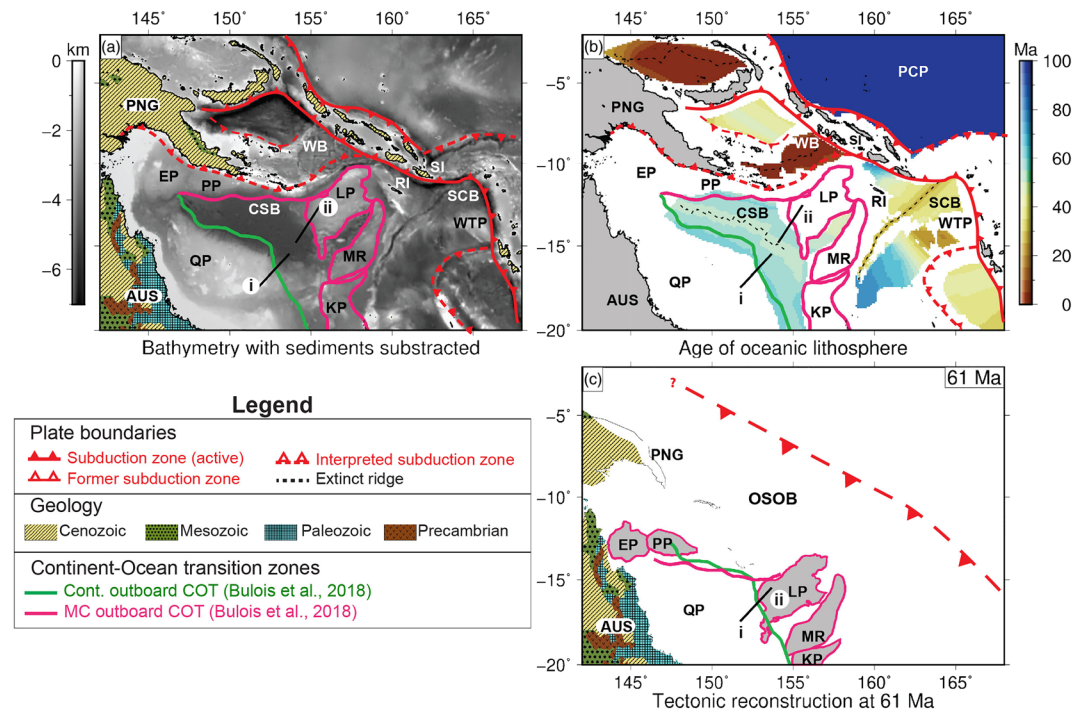 145° 150° 155° 160° 165°
145° 150° 155° 160° 165°
km
(a)
(b)
Ma
0
−2
−4
−6
PNG
WB
SI
EP
PP
RI
SCB
LP
CSB
ii
WTP
QP
MR
i
AUS
KP
−5°
−10°
−15°
−20°
PCP
PNG
WB
SI
EP
PP
LP
RI
CSB
ii
SCB
WTP
QP
MR
i
AUS
KP
100
80
60
40
20
0
Bathymetry with sediments substracted
Age of oceanic lithosphere
Legend
Plate boundaries
Subduction zone (active)
Interpreted subduction zone
Former subduction zone
Extinct ridge
Geology
Cenozoic
Mesozoic
Paleozoic
Precambrian
Continent-Ocean transition zones
Cont. outboard COT (Bulois et al., 2018)
MC outboard COT (Bulois et al., 2018)
(c)
61 Ma
?
−5°
PNG
OSOB
−10°
EP
PP
−15°
LP
ii
QP
i
AUS
MR
KP
−20°
145° 150° 155° 160° 165°
Tectonic reconstruction at 61 Ma